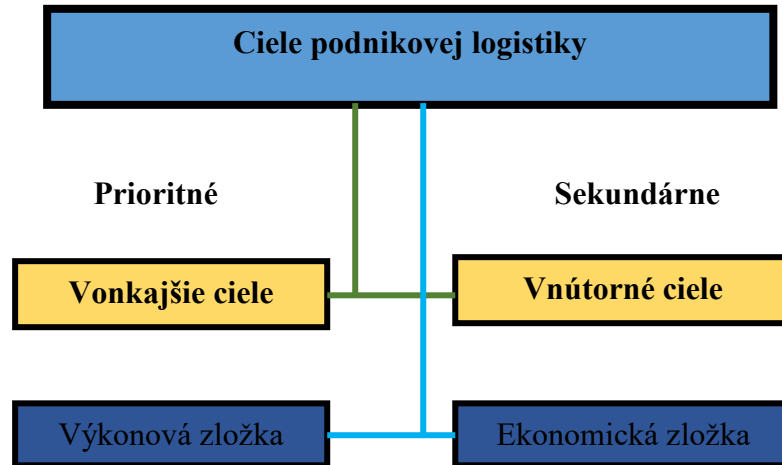 Ciele podnikovej logistiky
Prioritné
Sekundárne
Vonkajšie ciele
Vnútorné ciele
Výkonová zložka
Ekonomická zložka